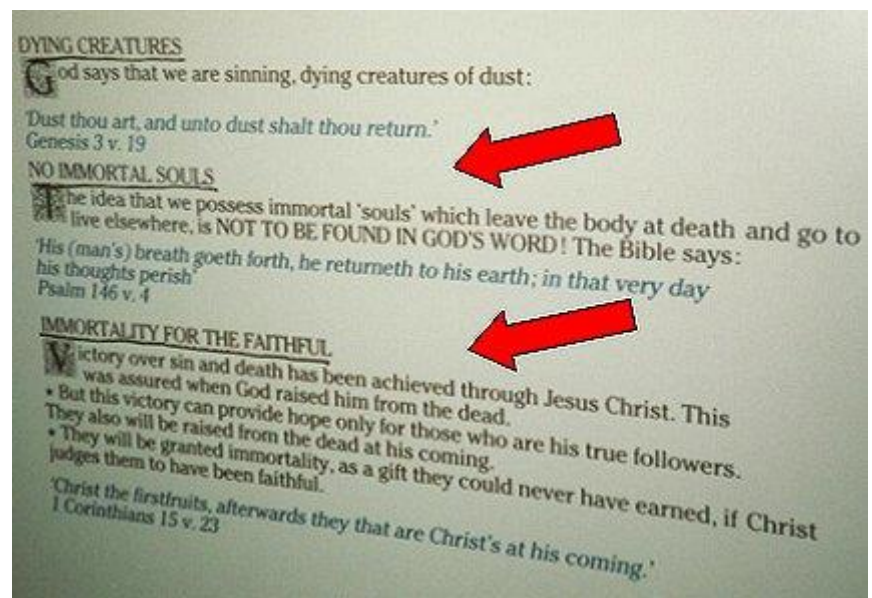 DYING CREATURES
God says that we are sinning, dying creatures of dust:
'Dust thou art, and unto dust shalt thou return.'
Genesis 3 v. 19
NO IMMORTAL SOULS
The idea that we possess immortal 'souls' which leave the body at death and go to
live elsewhere, is NOT TO BE FOUND IN GOD'S WORD! The Bible says:
'His (man's) breath goeth forth, he returneth to his earth; in that very day
his thoughts perish'
Psalm 146 v. 4
IMMORTALITY FOR THE FAITHFUL
Victory over sin and death has been achieved through Jesus Christ. This
was assured when God raised him from the dead.
• But this victory can provide hope only for those who are his true followers.
They also will be raised from the dead at his coming.
• They will be granted immortality, as a gift they could never have earned, if Christ
judges them to have been faithful.
'Christ the firstfruits, afterwards they that are Christ's at his coming.'
1 Corinthians 15 v. 23